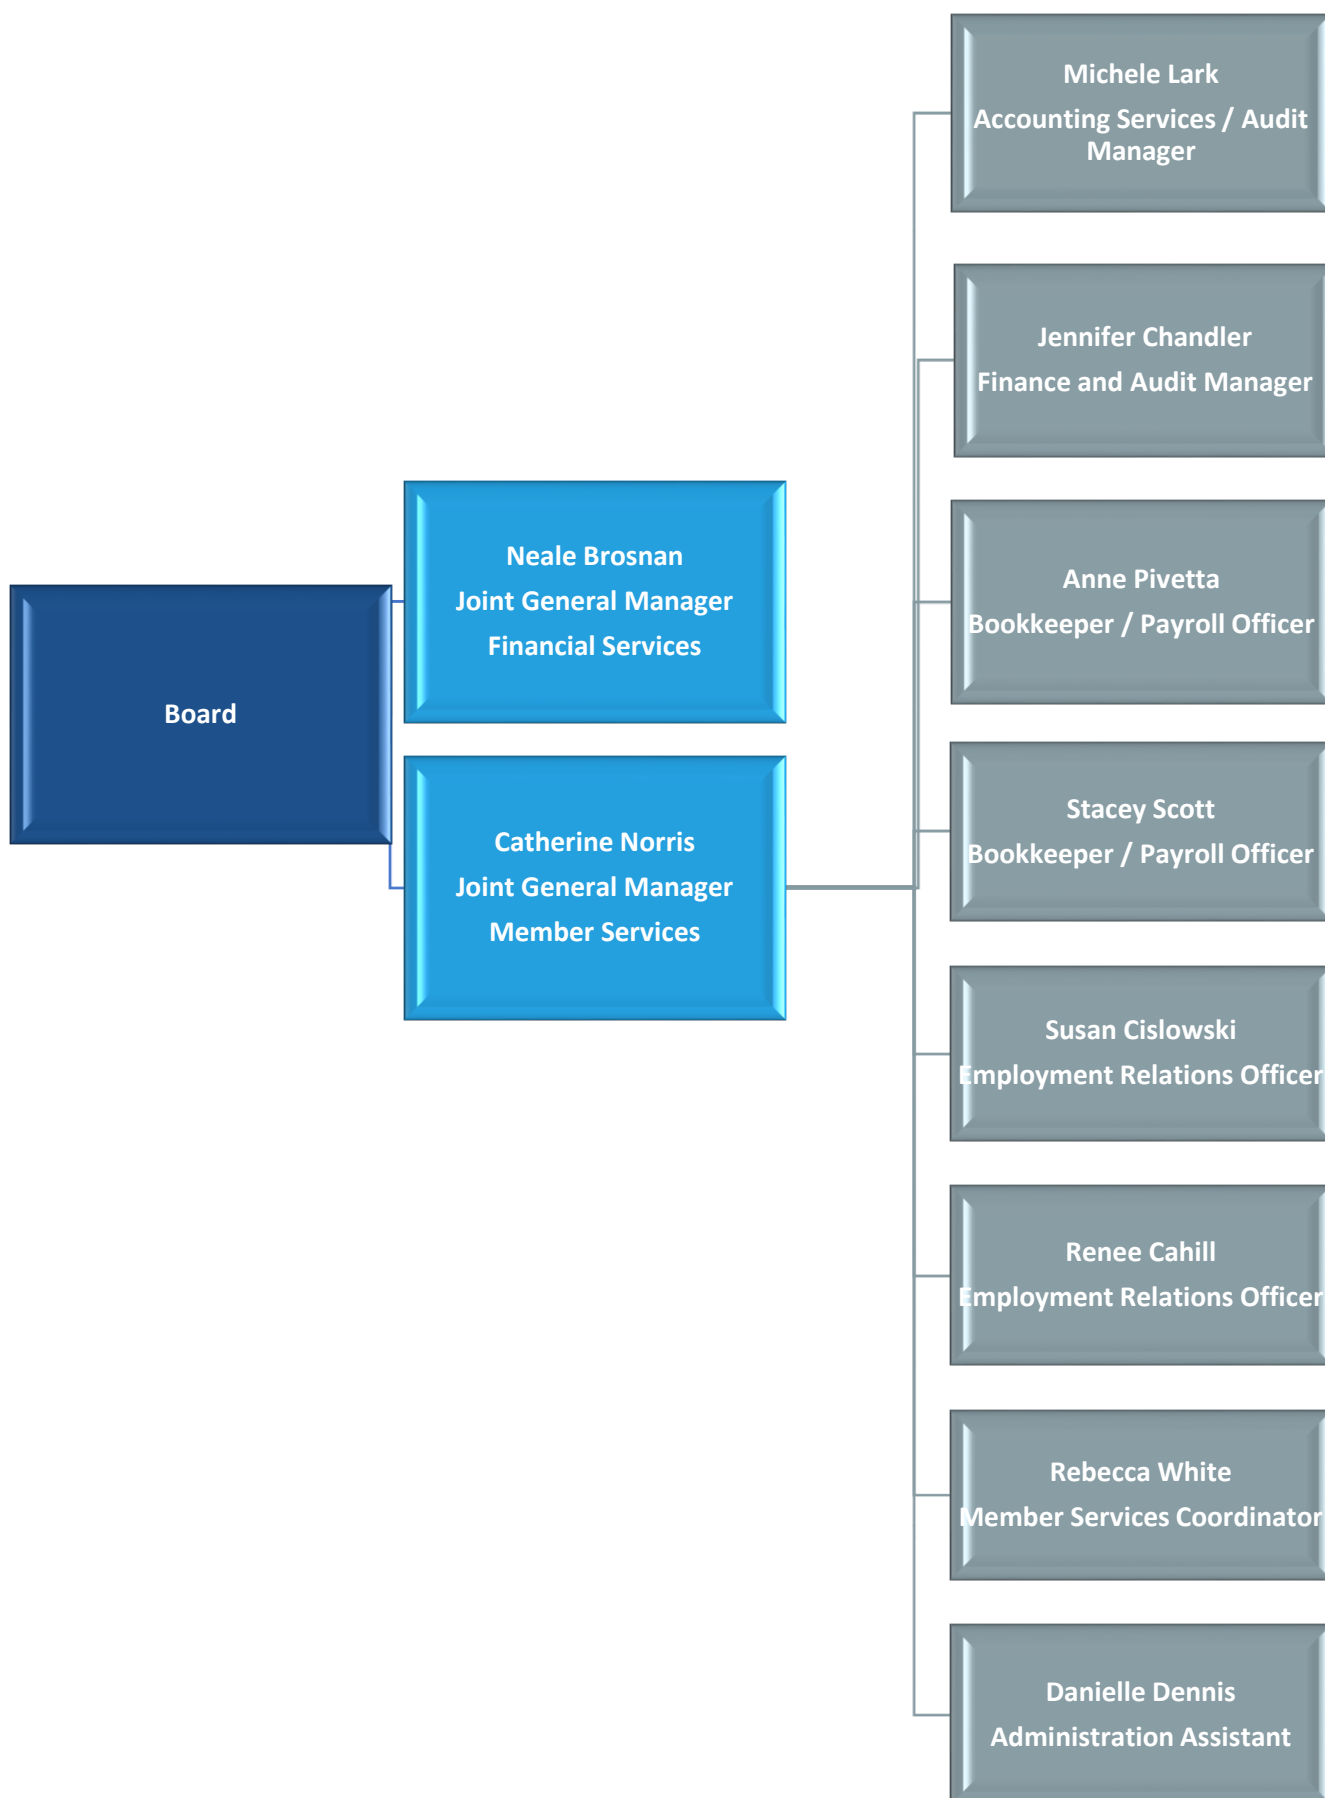 Board
Neale Brosnan
Joint General Manager
Financial Services
Catherine Norris
Joint General Manager
Member Services
Michele Lark
Accounting Services / Audit
Manager
Jennifer Chandler
Finance and Audit Manager
Anne Pivetta
Bookkeeper / Payroll Officer
Stacey Scott
Bookkeeper / Payroll Officer
Susan Cislowski
Employment Relations Officer
Renee Cahill
Employment Relations Officer
Rebecca White
Member Services Coordinator
Danielle Dennis
Administration Assistant